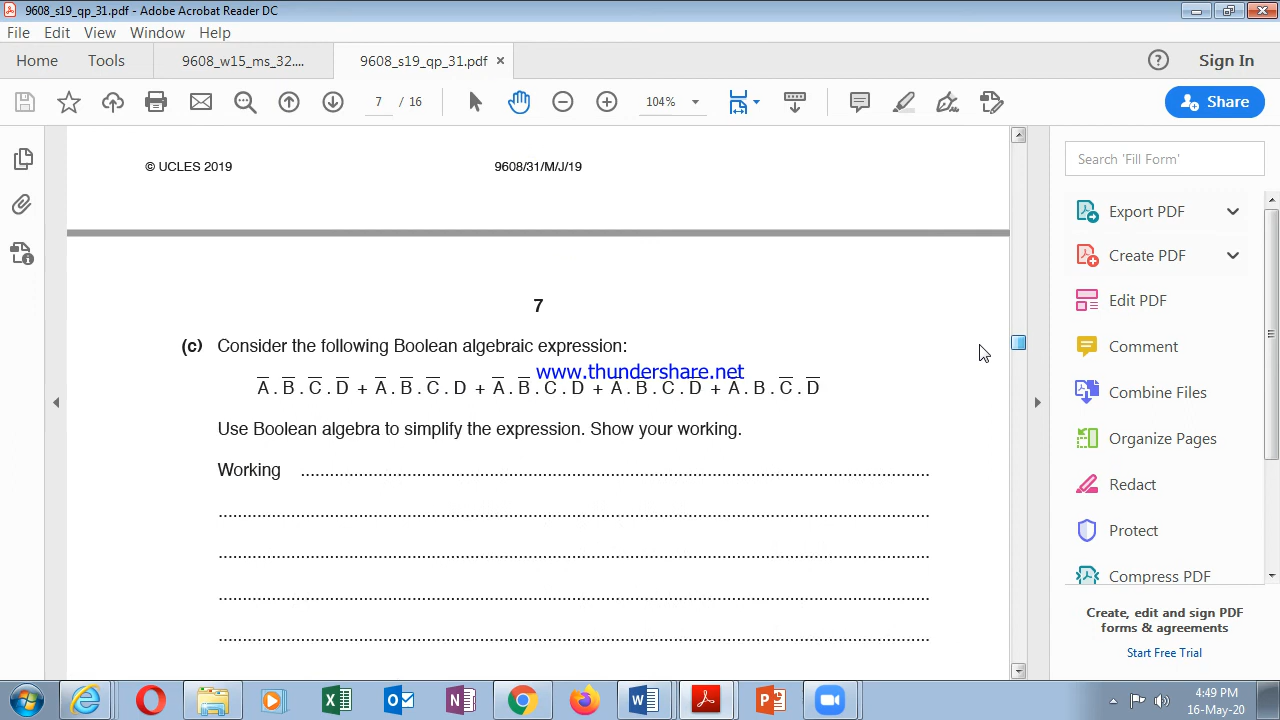 9608_s19_qp_31.pdf - Adobe Acrobat Reader DC
File Edit View Window Help
Home Tools 9608_w15_ms_32.... 9608_s19_qp_31.pdf × ? Sign In
7 / 16 104% Share
© UCLES 2019 9608/31/M/J/19
Search 'Fill Form'
Export PDF
Create PDF
Edit PDF
Comment
Combine Files
Organize Pages
Redact
Protect
Compress PDF
Create, edit and sign PDF
forms & agreements
Start Free Trial
7
(c) Consider the following Boolean algebraic expression:
www.thundershare.net
A̅ . B̅ . C̅ . D̅ + A̅ . B̅ . C̅ . D + A̅ . B̅ . C . D + A . B̅ . C . D̅ + A . B . C̅ . D̅
Use Boolean algebra to simplify the expression. Show your working.
Working ..........
4:49 PM
16-May-20